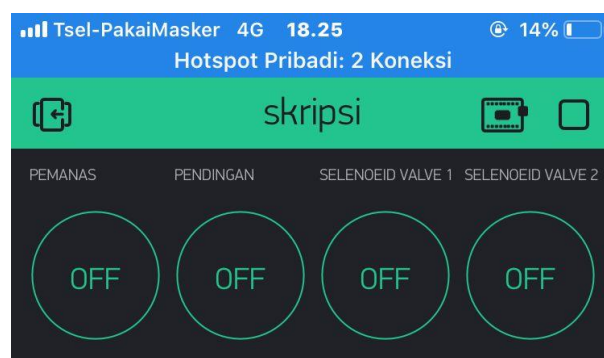 Tsel-PakaiMasker 4G 18.25 14%
Hotspot Pribadi: 2 Koneksi
skripsi
PEMANAS PENDINGAN SELENOEID VALVE 1 SELENOEID VALVE 2
OFF OFF OFF OFF